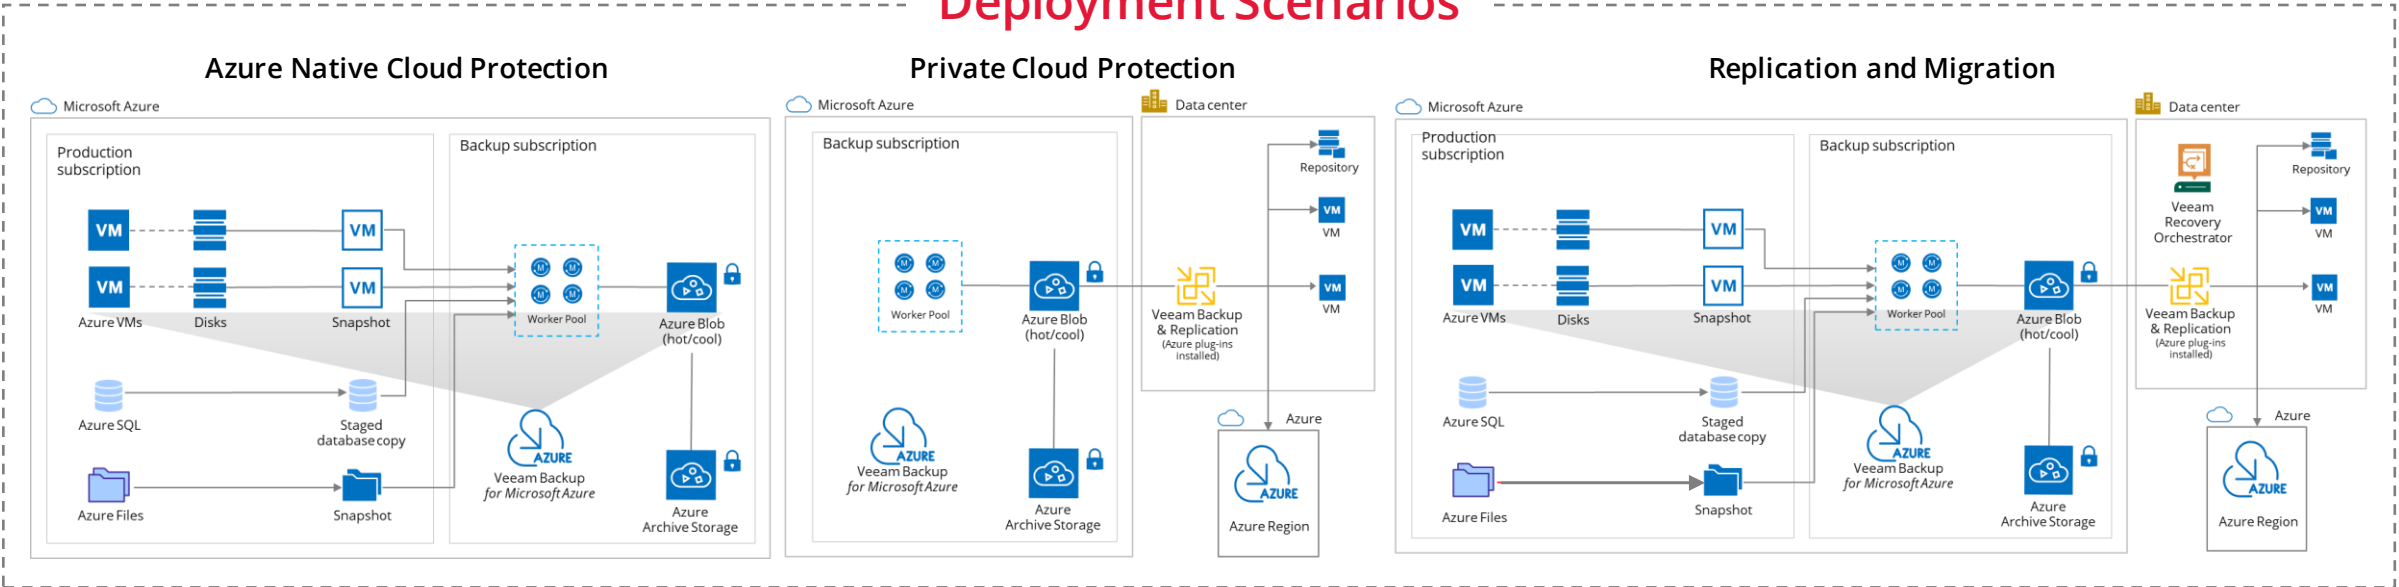 Deployment Scenarios
Azure Native Cloud Protection
Microsoft Azure
Production
subscription
Backup subscription
VM
VM
VM
VM
Azure VMs
Disks
Snapshot
M
M
M
M
Worker Pool
Azure Blob
(hot/cool)
Azure SQL
Staged
database copy
AZURE
Veeam Backup
for Microsoft Azure
Azure Files
Snapshot
Azure
Archive Storage
Private Cloud Protection
Microsoft Azure
Backup subscription
M
M
M
M
Worker Pool
Azure Blob
(hot/cool)
AZURE
Veeam Backup
for Microsoft Azure
Azure
Archive Storage
Data center
Repository
VM
VM
VM
VM
Veeam Backup
& Replication
(Azure plug-ins
installed)
Azure
AZURE
Azure Region
Replication and Migration
Microsoft Azure
Production
subscription
Backup subscription
VM
VM
VM
VM
Azure VMs
Disks
Snapshot
M
M
M
M
Worker Pool
Azure Blob
(hot/cool)
Azure SQL
Staged
database copy
AZURE
Veeam Backup
for Microsoft Azure
Azure Files
Snapshot
Azure
Archive Storage
Data center
Veeam
Recovery
Orchestrator
Repository
VM
VM
VM
VM
Veeam Backup
& Replication
(Azure plug-ins
installed)
Azure
AZURE
Azure Region